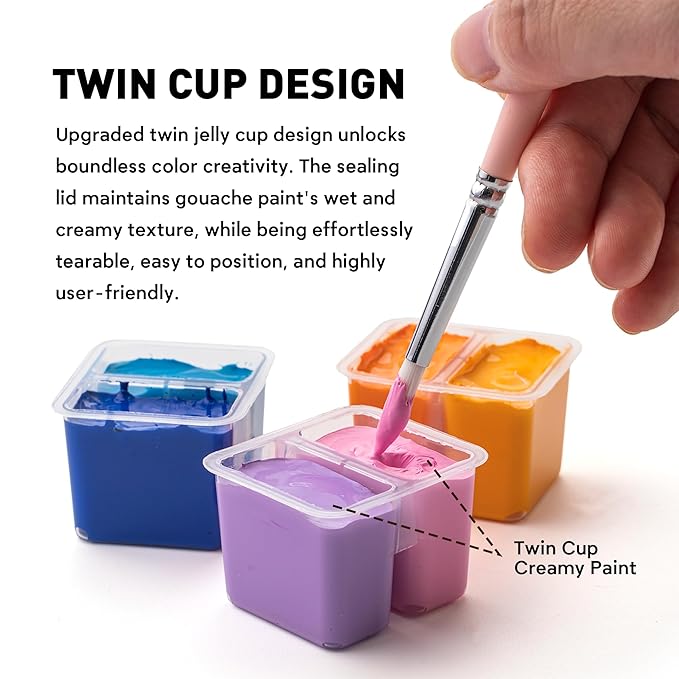 TWIN CUP DESIGN
Upgraded twin jelly cup design unlocks
boundless color creativity. The sealing
lid maintains gouache paint's wet and
creamy texture, while being effortlessly
tearable, easy to position, and highly
user-friendly.
Twin Cup
Creamy Paint